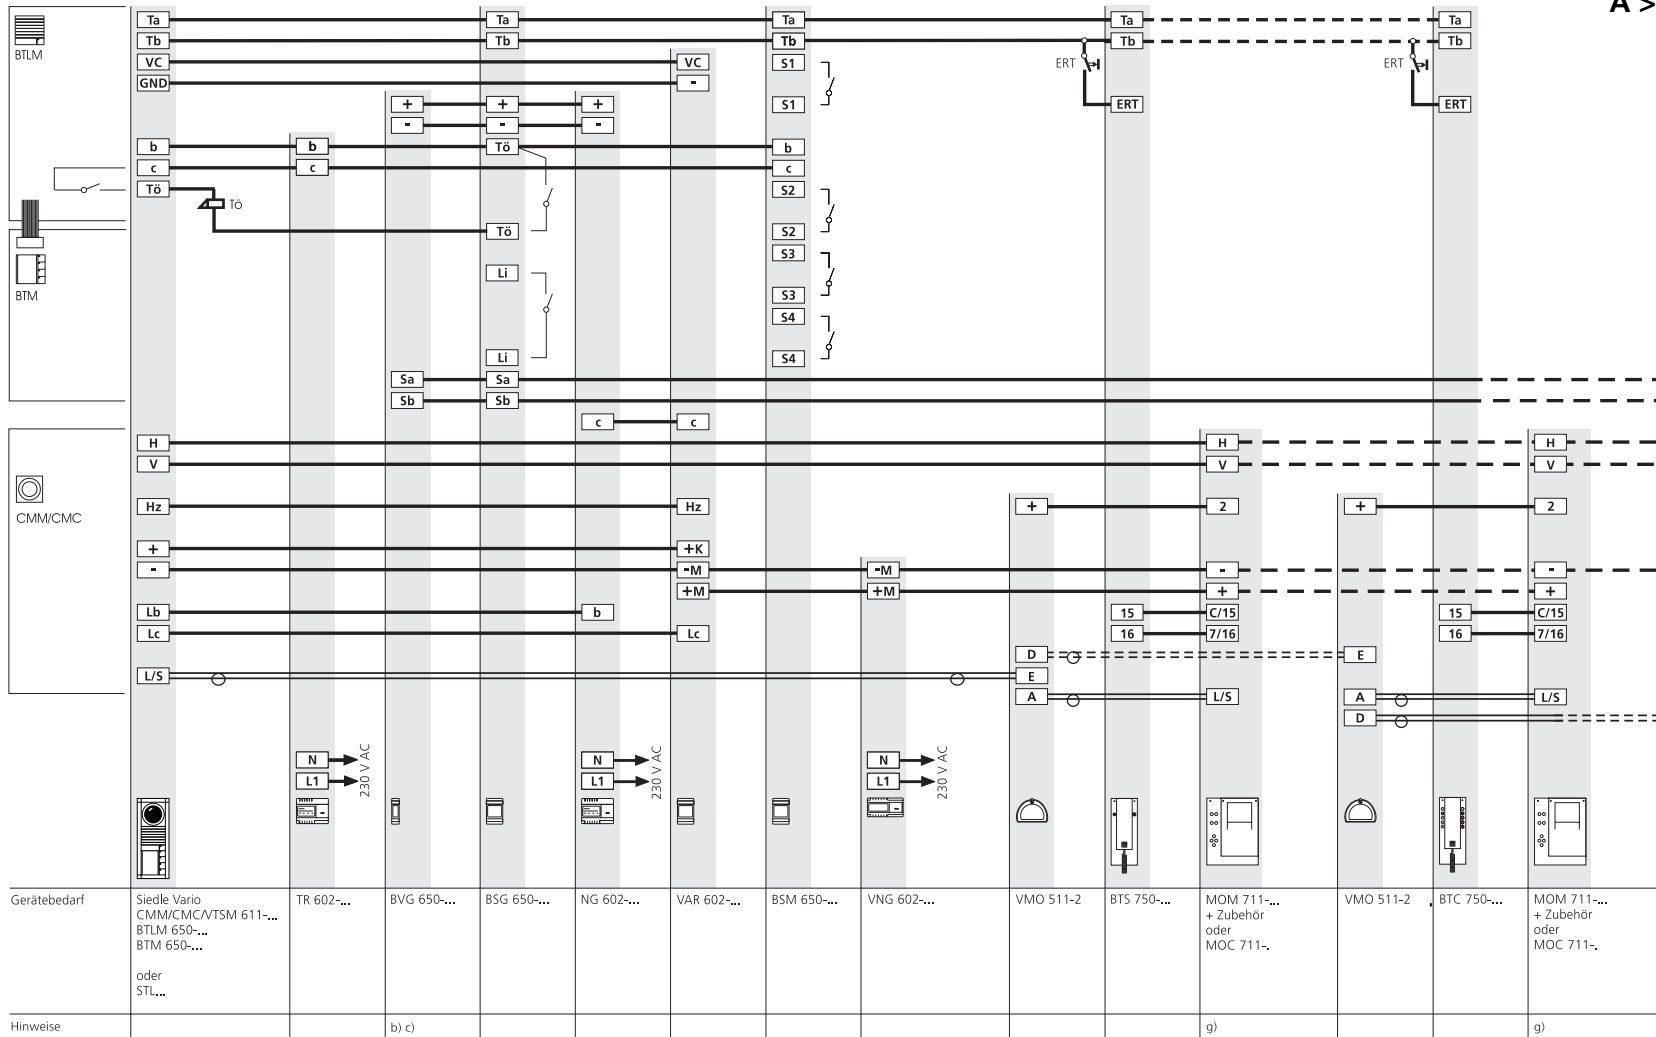 A >
Ta Ta Ta Ta Ta
BTLM Tb Tb Tb Tb Tb
VC VC S1 ERT ERT
GND -
+ + + S1 ERT ERT
- - -
b b Tö b
c c c
Tö S2
Tö
Tö S2
S3
Li
BTM S3
S4
Li S4
Sa Sa
Sb Sb
c c
H H H
V V V
Hz Hz + 2 + 2
CMM/CMC
+ +K
- -M -M - -
+M +M + +
Lb b 15 C/15 15 C/15
Lc Lc 16 7/16 16 7/16
D E
L/S E
A L/S A L/S
D
N N N
L1 L1 L1
230 V AC 230 V AC 230 V AC
Gerätebedarf
Siedle Vario
CMM/CMC/VTSM 611-...
BTLM 650-...
BTM 650-...
oder
STL...
TR 602-...
BVG 650-...
BSG 650-...
NG 602-...
VAR 602-...
BSM 650-...
VNG 602-...
VMO 511-2
BTS 750-...
MOM 711-...
+ Zubehör
oder
MOC 711-.
VMO 511-2
BTC 750-...
MOM 711-...
+ Zubehör
oder
MOC 711-.
Hinweise b) c) g) g)